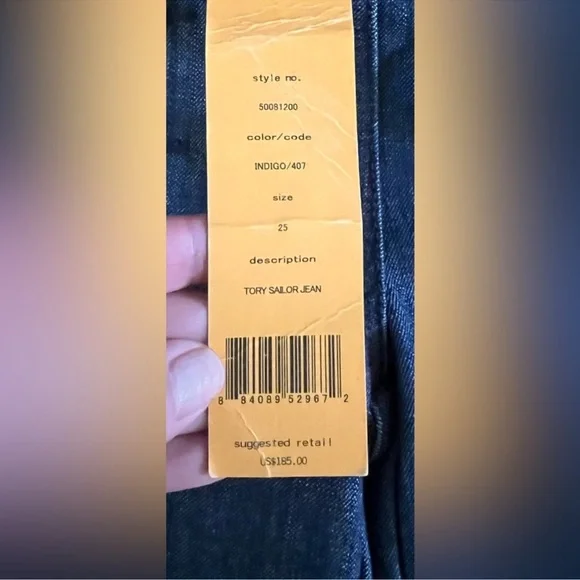 style no.
50081200
color/code
INDIGO/407
size
25
description
TORY SAILOR JEAN
8 84089 52967 2
suggested retail
US$185.00